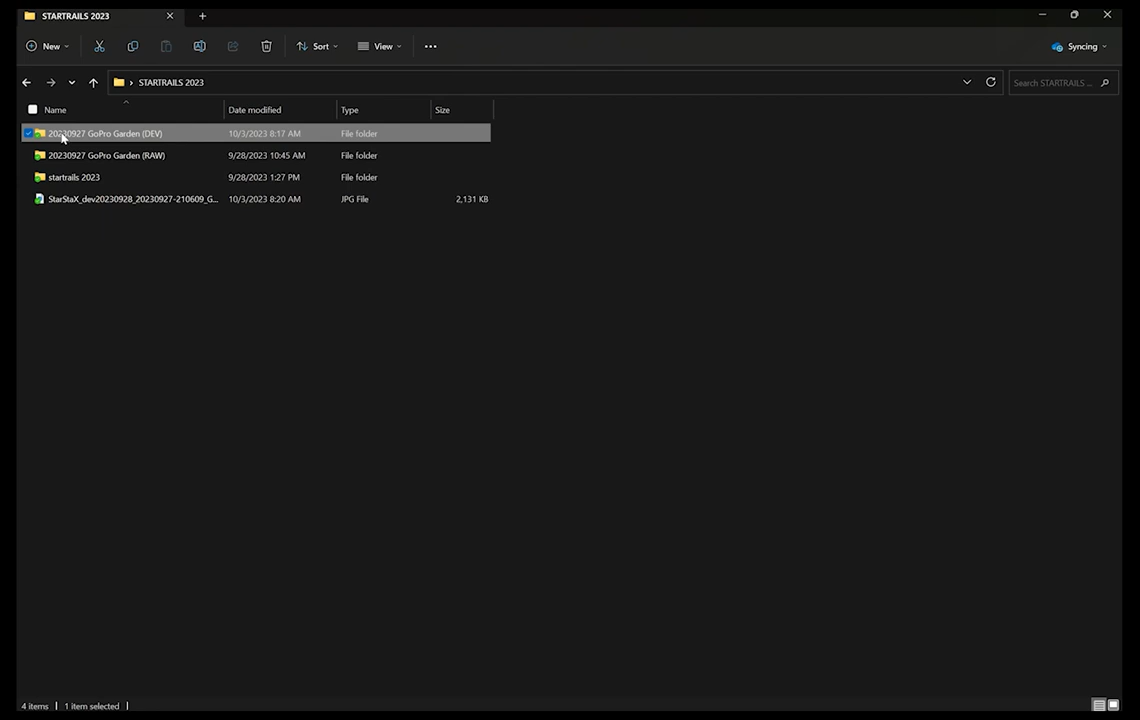 STARTRAILS 2023
New
Sort
View
Syncing
STARTRAILS 2023
Search STARTRAILS ...
Name
Date modified
Type
Size
20230927 GoPro Garden (DEV) 10/3/2023 8:17 AM File folder
20230927 GoPro Garden (RAW) 9/28/2023 10:45 AM File folder
startrails 2023 9/28/2023 1:27 PM File folder
StarStaX_dev20230928_20230927-210609_G... 10/3/2023 8:20 AM JPG File 2,131 KB
4 items 1 item selected